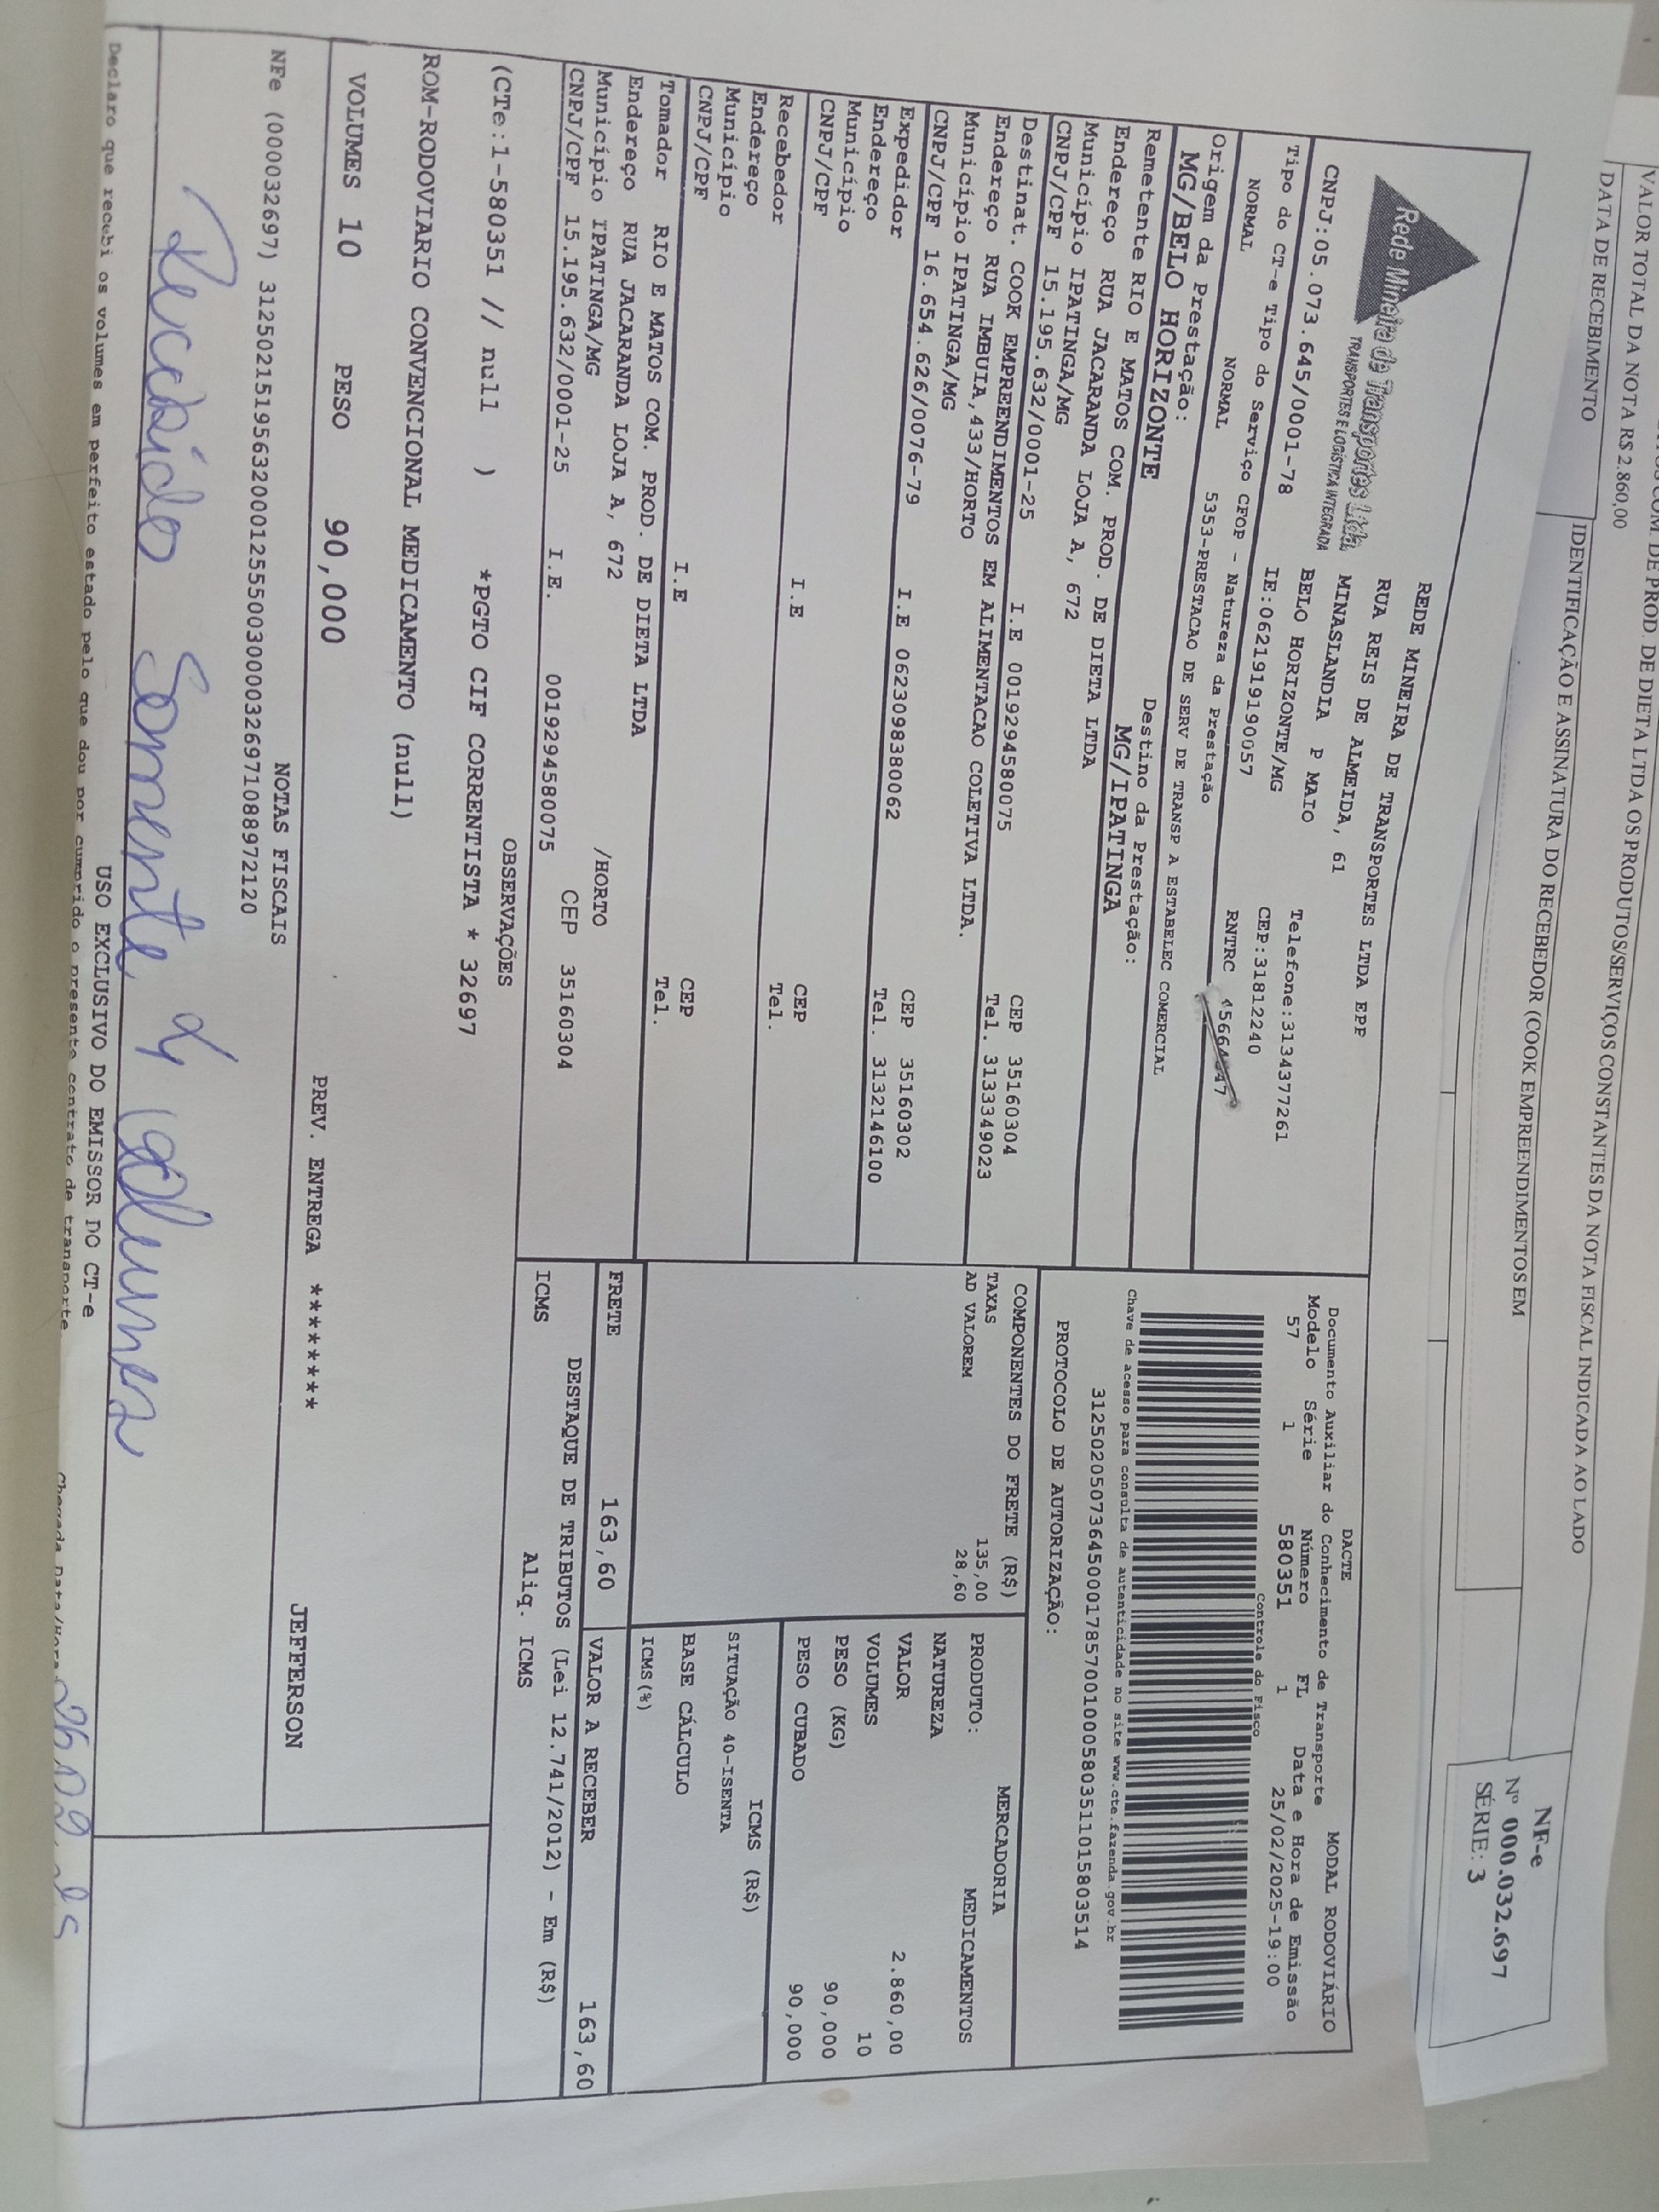 VALOR TOTAL DA NOTA R$ 2.860,00
DE PROD. DE DIETA LTDA OS PRODUTOS/SERVIÇOS CONSTANTES DA NOTA FISCAL INDICADA AO LADO
DATA DE RECEBIMENTO
IDENTIFICAÇÃO E ASSINATURA DO RECEBEDOR (COOK EMPREENDIMENTOS EM
NF-e
Nº 000.032.697
SÉRIE: 3
Rede Mineira de Transportes Ltda.
TRANSPORTES E LOGÍSTICA INTEGRADA
REDE MINEIRA DE TRANSPORTES LTDA EPP
RUA REIS DE ALMEIDA, 61
MINASLANDIA P MAIO
BELO HORIZONTE/MG
Telefone:3134377261
CNPJ:05.073.645/0001-78
IE:0621919190057
CEP:31812240
Tipo do CT-e Tipo do Serviço CFOP - Natureza da Prestação
RNTRC
NORMAL NORMAL 5353-PRESTACAO DE SERV DE TRANSP A ESTABELEC COMERCIAL
Origem da Prestação:
Destino da Prestação:
MG/BELO HORIZONTE
MG/IPATINGA
DACTE
MODAL RODOVIÁRIO
Documento Auxiliar do Conhecimento de Transporte
Modelo Série Número FL Data e Hora de Emissão
57 1 580351 1 25/02/2025-19:00
Controle do Fisco
Chave de acesso para consulta de autenticidade no site www.cte.fazenda.gov.br
31250205073645000178570010005803511015803514
PROTOCOLO DE AUTORIZAÇÃO:
Remetente RIO E MATOS COM. PROD. DE DIETA LTDA
Endereço RUA JACARANDA LOJA A, 672
Município IPATINGA/MG
CEP 35160304
CNPJ/CPF 15.195.632/0001-25 I.E 0019294580075
Tel. 3133349023
Destinat. COOK EMPREENDIMENTOS EM ALIMENTACAO COLETIVA LTDA.
Endereço RUA IMBUIA,433/HORTO
Município IPATINGA/MG
CEP 35160302
CNPJ/CPF 16.654.626/0076-79 I.E 0623098380062
Tel. 3132146100
Expedidor
Endereço
Município
CEP
CNPJ/CPF I.E
Tel.
Recebedor
Endereço
Município
CEP
CNPJ/CPF I.E
Tel.
Tomador RIO E MATOS COM. PROD. DE DIETA LTDA
Endereço RUA JACARANDA LOJA A, 672 /HORTO
Município IPATINGA/MG
CEP 35160304
CNPJ/CPF 15.195.632/0001-25 I.E. 0019294580075
COMPONENTES DO FRETE (R$)
TAXAS 135,00
AD VALOREM 28,60
MERCADORIA
PRODUTO: MEDICAMENTOS
NATUREZA
VALOR 2.860,00
VOLUMES 10
PESO (KG) 90,000
PESO CUBADO 90,000
ICMS (R$)
SITUAÇÃO 40-ISENTA
BASE CÁLCULO
ICMS(%)
FRETE 163,60
VALOR A RECEBER 163,60
DESTAQUE DE TRIBUTOS (Lei 12.741/2012) - Em (R$)
ICMS Aliq. ICMS
OBSERVAÇÕES
(CTe:1-580351 // null ) *PGTO CIF CORRENTISTA * 32697
ROM-RODOVIARIO CONVENCIONAL MEDICAMENTO (null)
VOLUMES 10 PESO 90,000
PREV. ENTREGA ********
JEFFERSON
NOTAS FISCAIS
NFe (000032697) 31250215195632000125550030000326971088972120
Recebido Somente 4 volumes
USO EXCLUSIVO DO EMISSOR DO CT-e
Declaro que recebi os volumes em perfeito estado pelo que dou por cumprido o presente contrato de transporte
Chegada Data/Hora